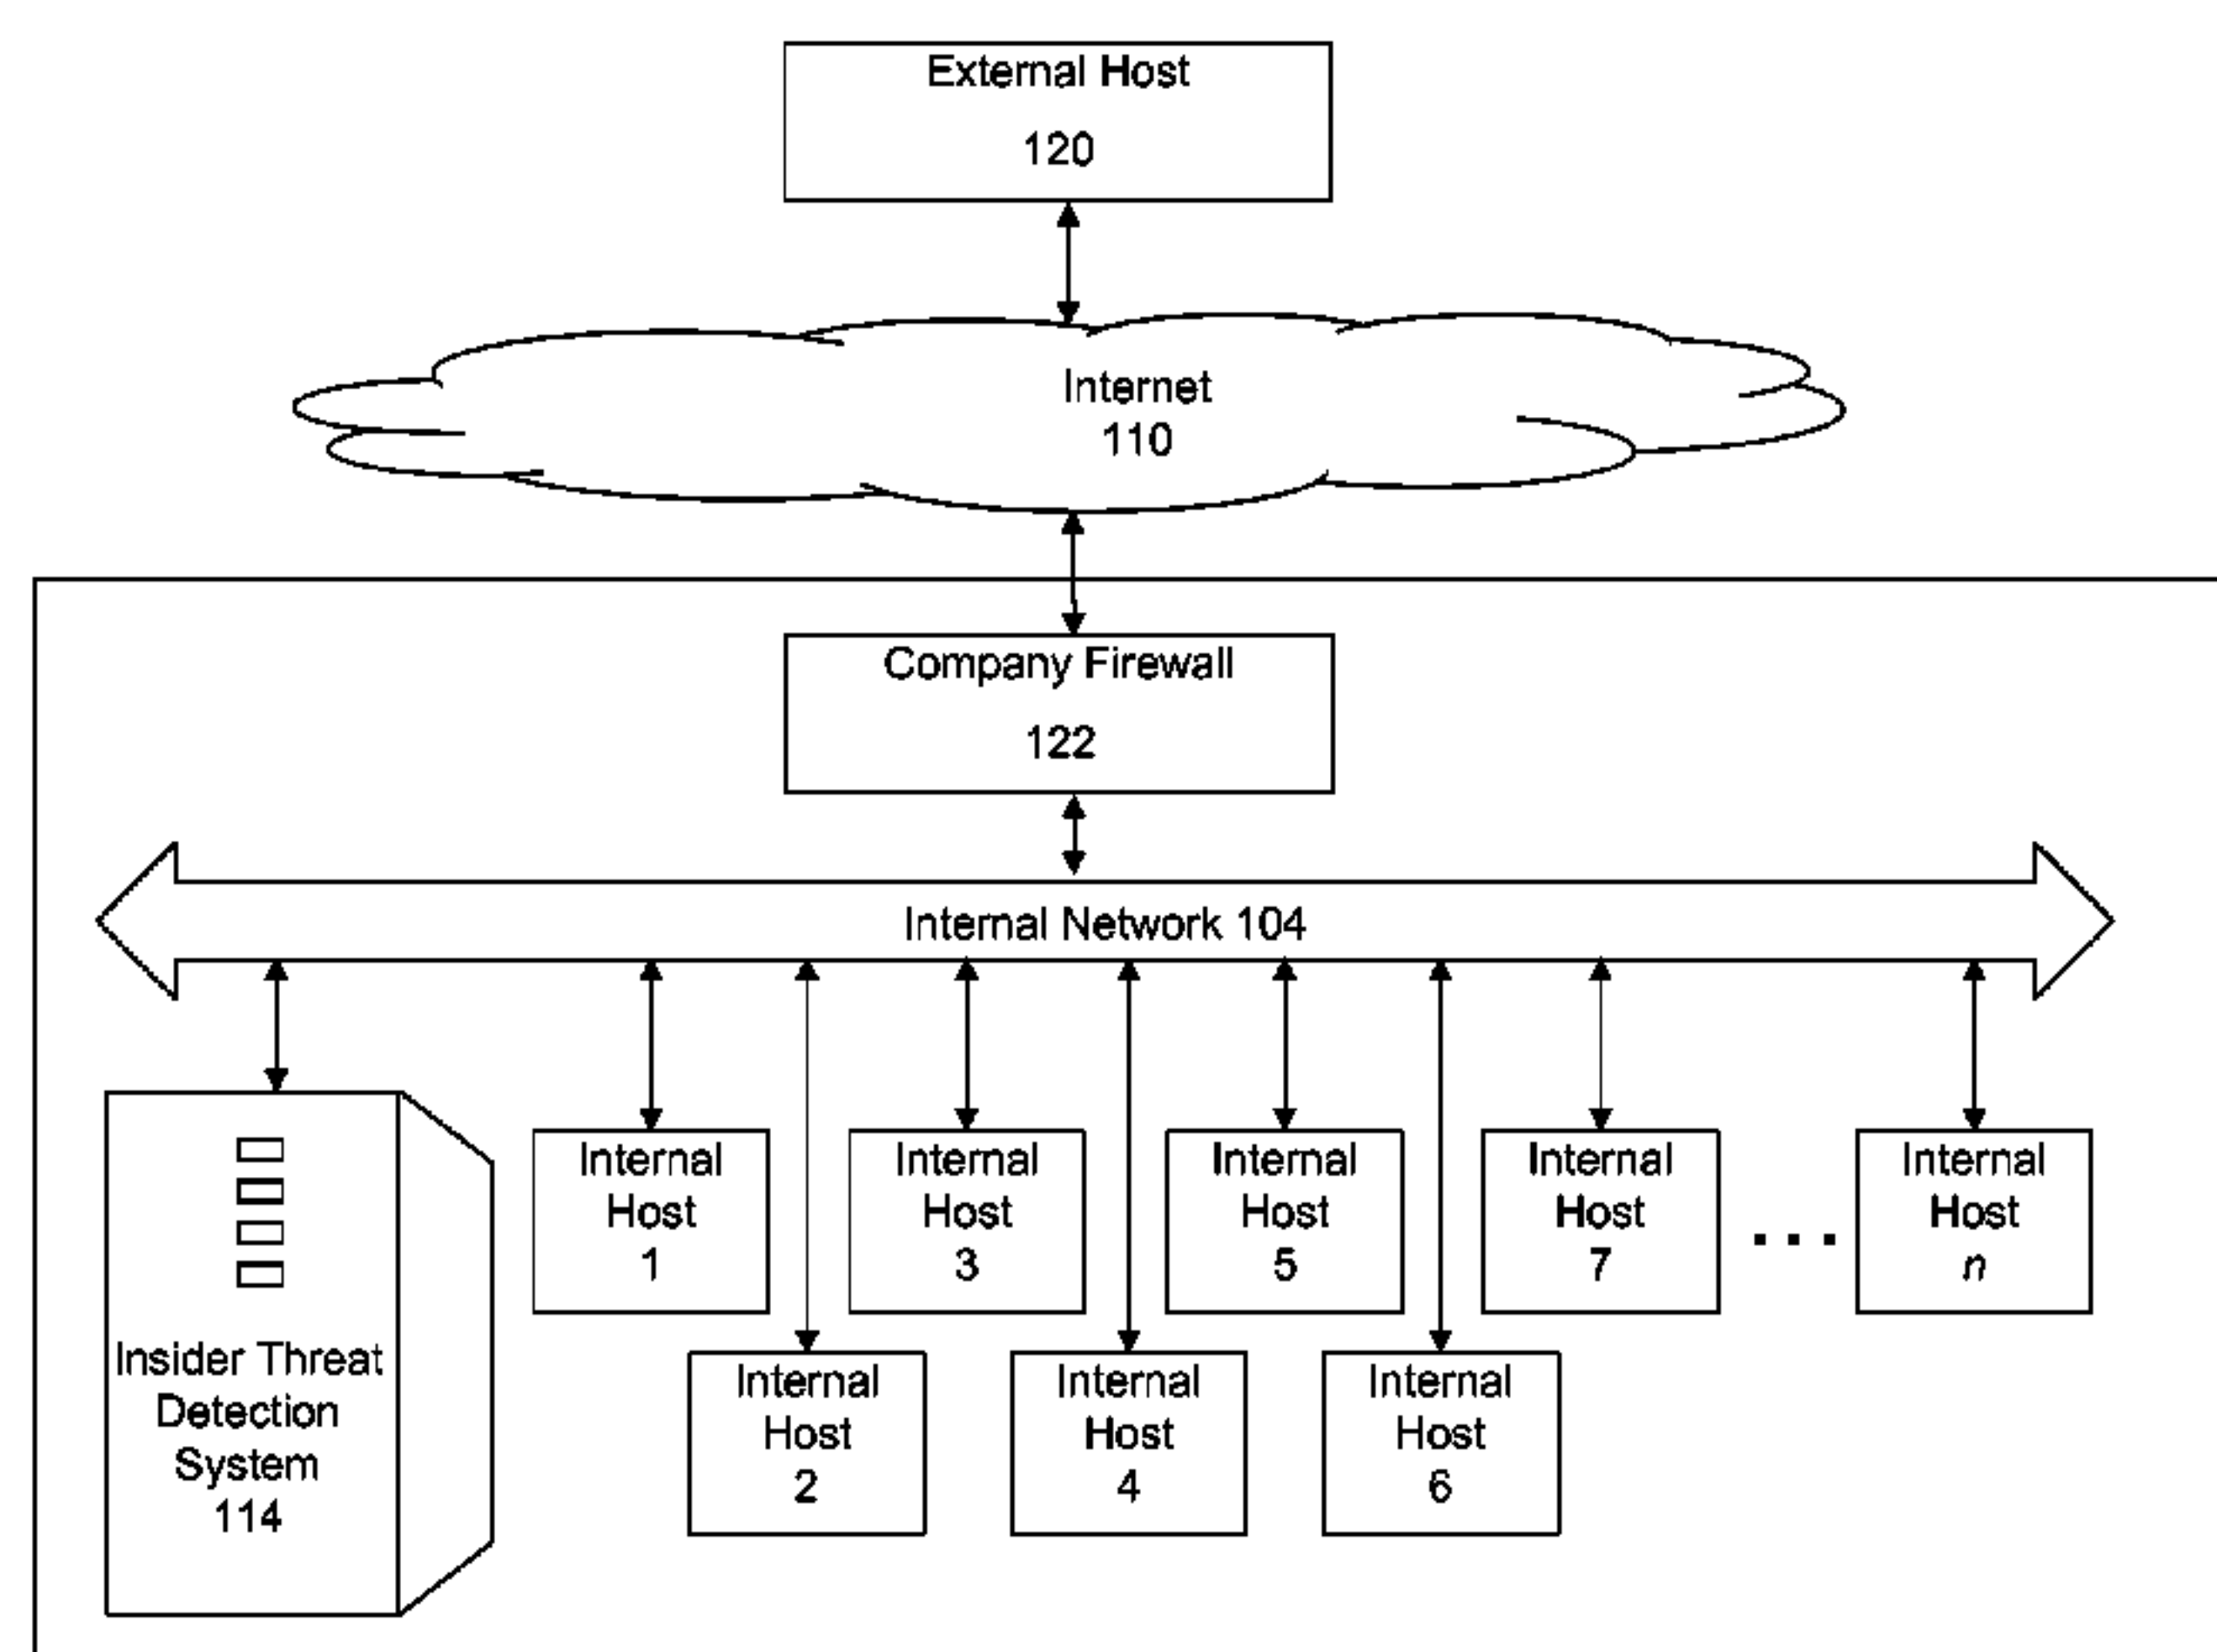 External Host
120
Internet
110
Company Firewall
122
Internal Network 104
Insider Threat
Detection
System
114
Internal
Host
1
Internal
Host
2
Internal
Host
3
Internal
Host
4
Internal
Host
5
Internal
Host
6
Internal
Host
7
...
Internal
Host
n